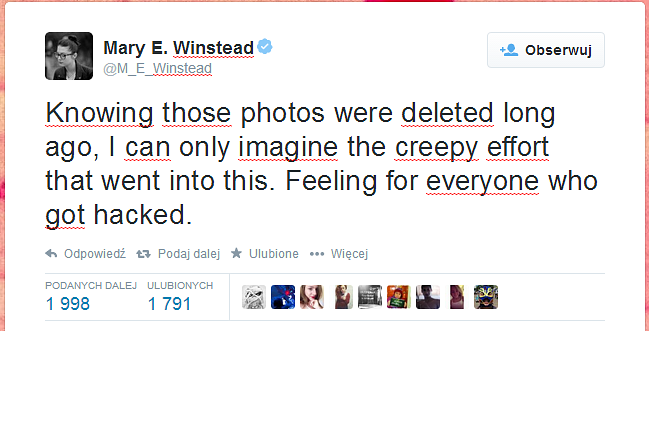 Mary E. Winstead
@M_E_Winstead
Obserwuj
Knowing those photos were deleted long
ago, I can only imagine the creepy effort
that went into this. Feeling for everyone who
got hacked.
Odpowiedź Podaj dalej Ulubione Więcej
PODANYCH DALEJ ULUBIONYCH
1 998 1 791